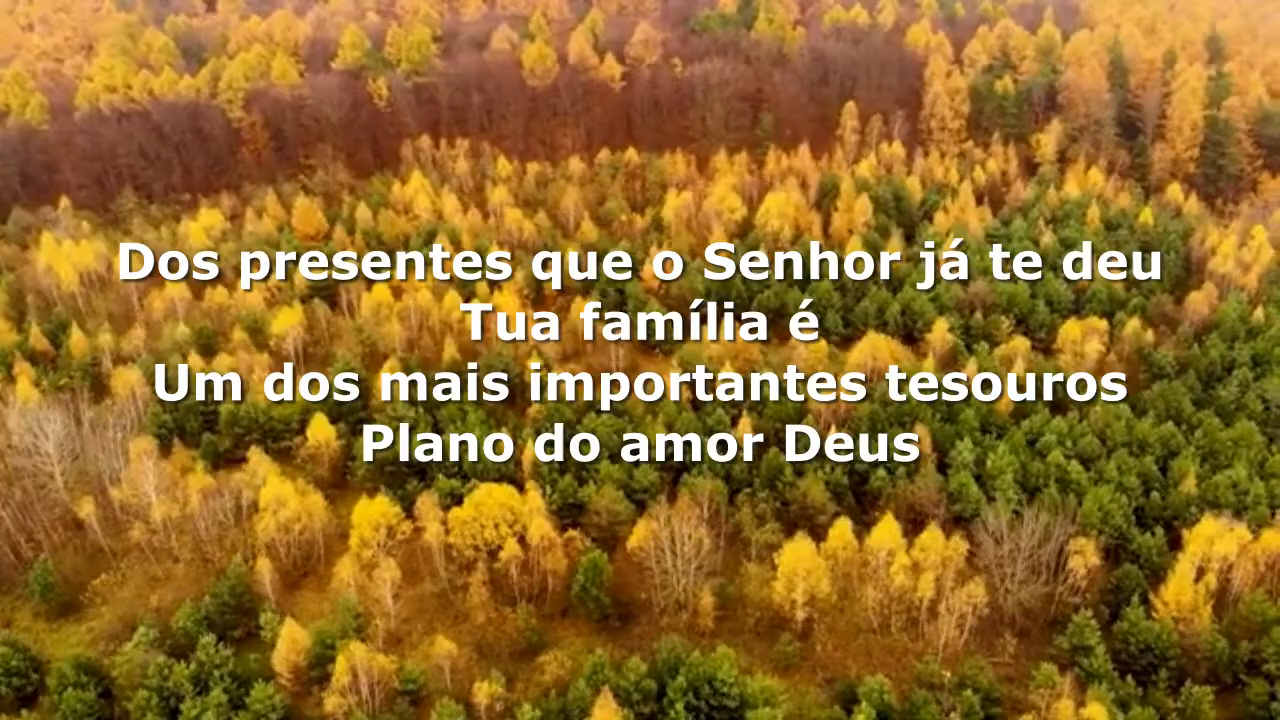 Dos presentes que o Senhor já te deu
Tua família é
Um dos mais importantes tesouros
Plano do amor Deus